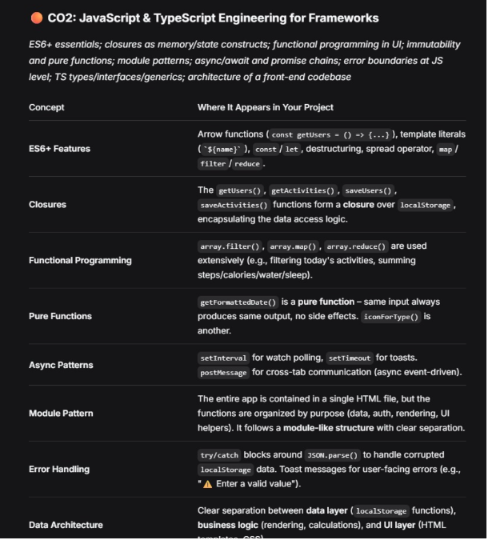 CO2: JavaScript & TypeScript Engineering for Frameworks
ES6+ essentials; closures as memory/state constructs; functional programming in UI; immutability
and pure functions; module patterns; async/await and promise chains; error boundaries at JS
level; TS types/interfaces/generics; architecture of a front-end codebase
Concept
Where It Appears in Your Project
ES6+ Features
Arrow functions ( const getUsers = () => {...} ), template literals
( `${name}` ), const / let , destructuring, spread operator, map /
filter / reduce .
Closures
The getUsers() , getActivities() , saveUsers() ,
saveActivities() functions form a closure over localStorage ,
encapsulating the data access logic.
Functional Programming
array.filter() , array.map() , array.reduce() are used
extensively (e.g., filtering today's activities, summing
steps/calories/water/sleep).
Pure Functions
getFormattedDate() is a pure function – same input always
produces same output, no side effects. iconForType() is
another.
Async Patterns
setInterval for watch polling, setTimeout for toasts.
postMessage for cross-tab communication (async event-driven).
Module Pattern
The entire app is contained in a single HTML file, but the
functions are organized by purpose (data, auth, rendering, UI
helpers). It follows a module-like structure with clear separation.
Error Handling
try/catch blocks around JSON.parse() to handle corrupted
localStorage data. Toast messages for user-facing errors (e.g.,
"⚠️ Enter a valid value").
Data Architecture
Clear separation between data layer ( localStorage functions),
business logic (rendering, calculations), and UI layer (HTML